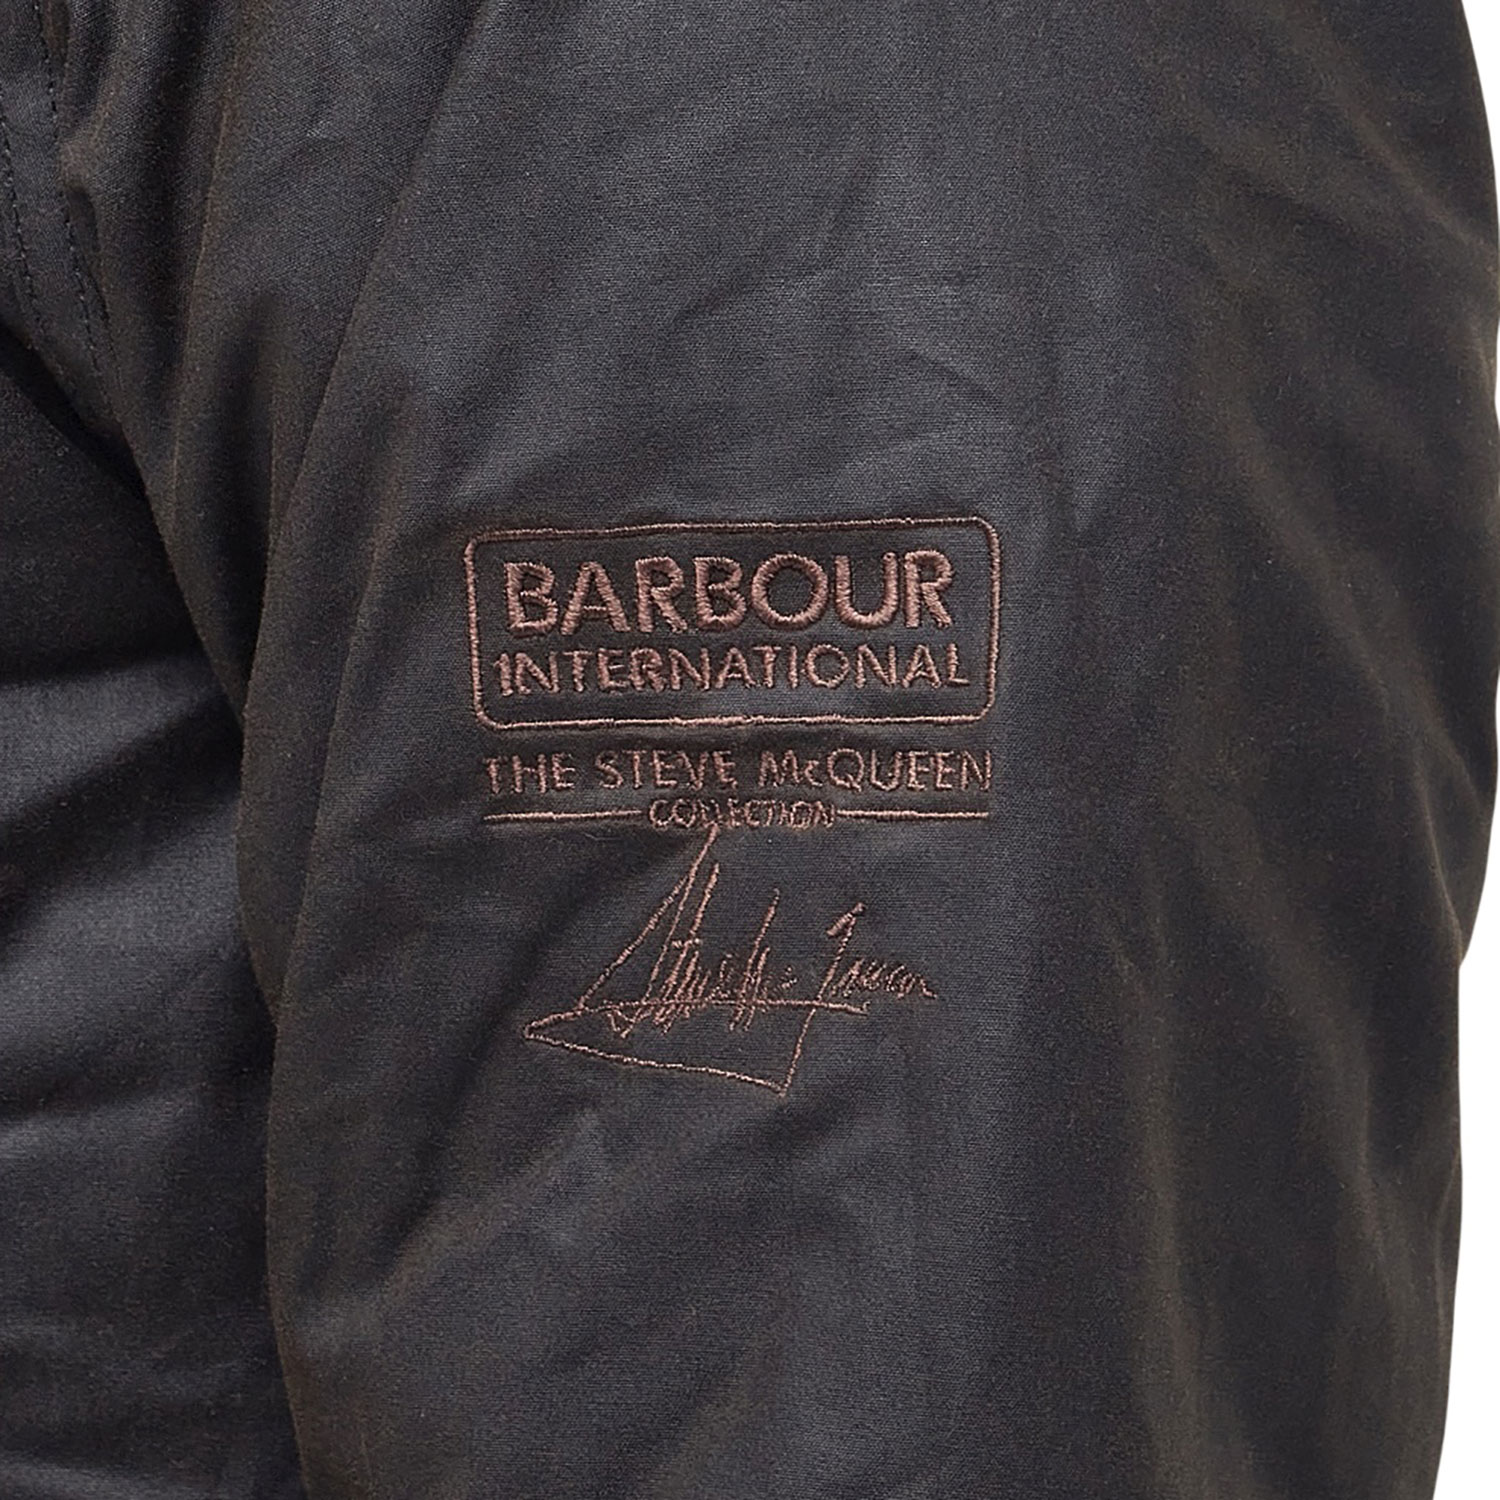 BARBOUR
INTERNATIONAL
THE STEVE McQUEEN
COLLECTION